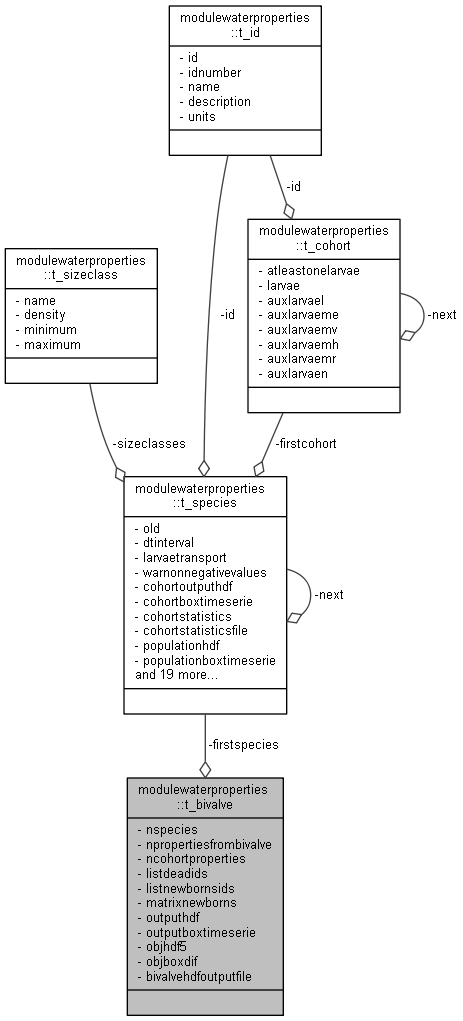 modulewaterproperties
::t_id
- id
- idnumber
- name
- description
- units
-id
modulewaterproperties
::t_cohort
- atleastonelarvae
- larvae
- auxlarvael
- auxlarvaeme
- auxlarvaemv
- auxlarvaemh
- auxlarvaemr
- auxlarvaen
-next
modulewaterproperties
::t_sizeclass
- name
- density
- minimum
- maximum
-id
-sizeclasses
-firstcohort
modulewaterproperties
::t_species
- old
- dtinterval
- larvaetransport
- warnonnegativevalues
- cohortoutputhdf
- cohortboxtimeserie
- cohortstatistics
- cohortstatisticsfile
- populationhdf
- populationboxtimeserie
and 19 more...
-next
-firstspecies
modulewaterproperties
::t_bivalve
- nspecies
- npropertiesfrombivalve
- ncohortproperties
- listdeadids
- listnewbornsids
- matrixnewborns
- outputhdf
- outputboxtimeserie
- objhdf5
- objboxdif
- bivalvehdfoutputfile